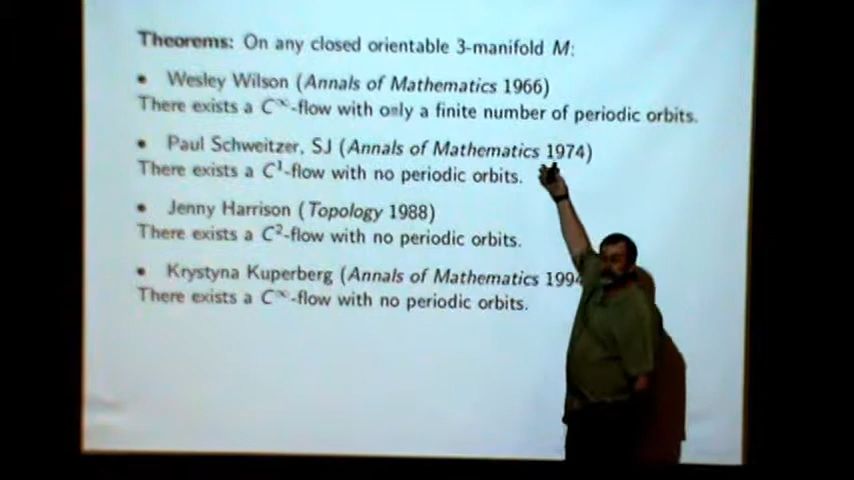 Theorems: On any closed orientable 3-manifold M:
• Wesley Wilson (Annals of Mathematics 1966)
There exists a C∞-flow with only a finite number of periodic orbits.
• Paul Schweitzer, SJ (Annals of Mathematics 1974)
There exists a C¹-flow with no periodic orbits.
• Jenny Harrison (Topology 1988)
There exists a C²-flow with no periodic orbits.
• Krystyna Kuperberg (Annals of Mathematics 1994
There exists a C∞-flow with no periodic orbits.